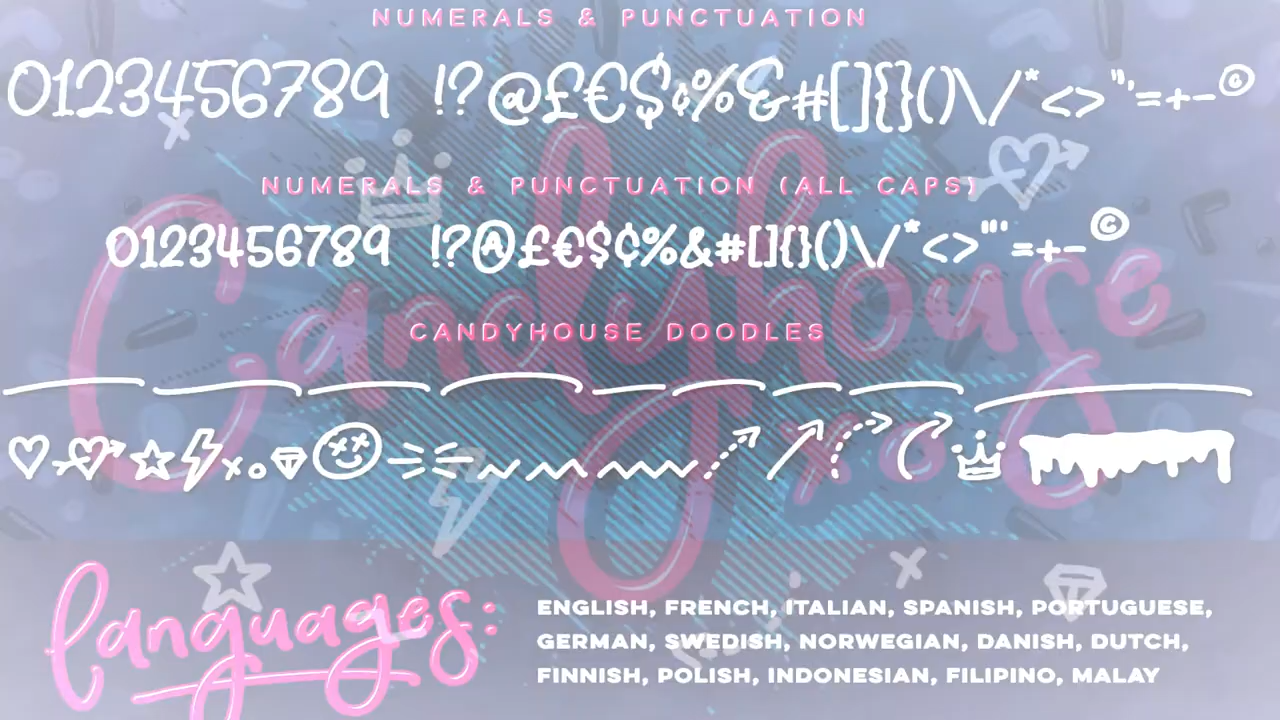 NUMERALS & PUNCTUATION
0123456789 !?@£€$¢%&#[]{}()\/*<>"'=+-©
NUMERALS & PUNCTUATION (ALL CAPS)
0123456789 !?@£€$¢%&#[]{}()\/*<>"'=+-©
Candyhouse
CANDYHOUSE DOODLES
languages:
ENGLISH, FRENCH, ITALIAN, SPANISH, PORTUGUESE,
GERMAN, SWEDISH, NORWEGIAN, DANISH, DUTCH,
FINNISH, POLISH, INDONESIAN, FILIPINO, MALAY